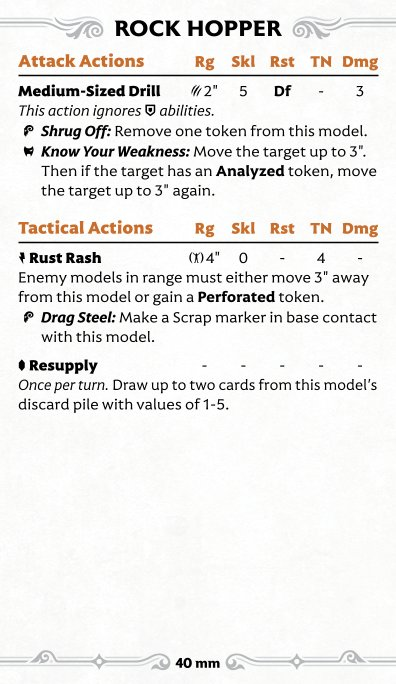 ROCK HOPPER
Attack Actions Rg Skl Rst TN Dmg
Medium-Sized Drill 2" 5 Df - 3
This action ignores abilities.
Shrug Off: Remove one token from this model.
Know Your Weakness: Move the target up to 3".
Then if the target has an Analyzed token, move
the target up to 3" again.
Tactical Actions Rg Skl Rst TN Dmg
Rust Rash 4" 0 - 4 -
Enemy models in range must either move 3" away
from this model or gain a Perforated token.
Drag Steel: Make a Scrap marker in base contact
with this model.
Resupply - - - - -
Once per turn. Draw up to two cards from this model's
discard pile with values of 1-5.
40 mm